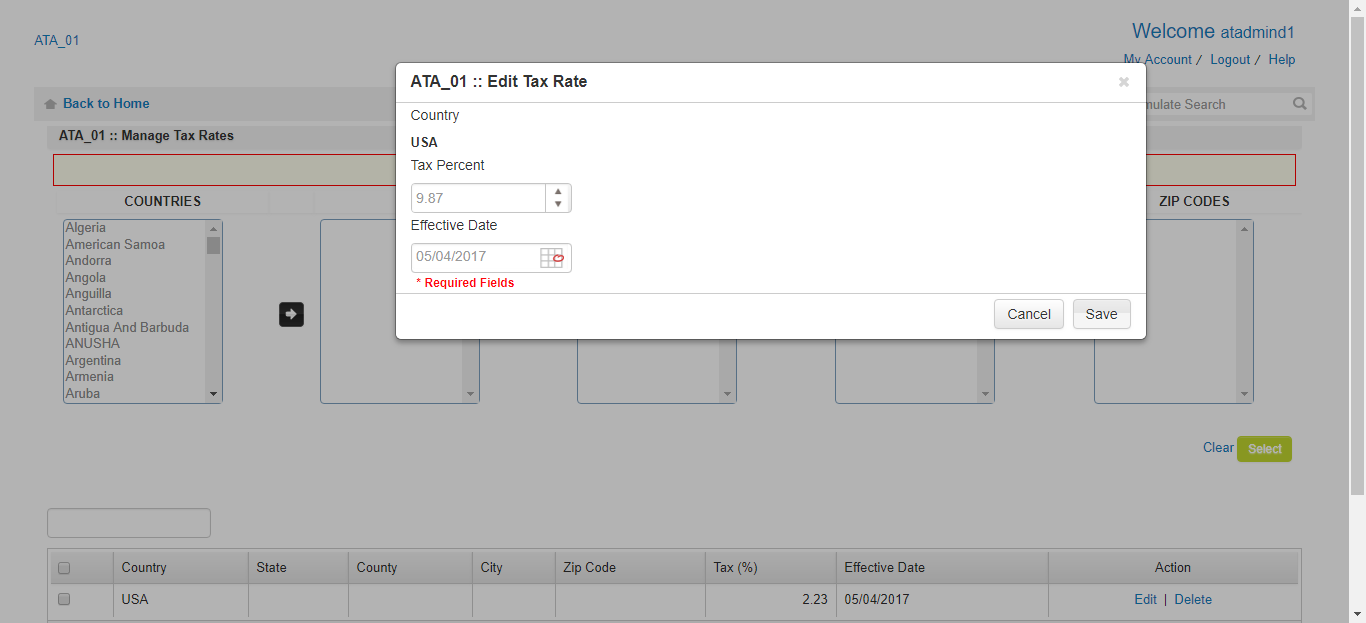 ATA_01
Welcome atadmind1
My Account / Logout / Help
Back to Home
mulate Search
ATA_01 :: Manage Tax Rates
ATA_01 :: Edit Tax Rate
Country
USA
Tax Percent
9.87
Effective Date
05/04/2017
* Required Fields
Cancel
Save
COUNTRIES
ZIP CODES
Algeria
American Samoa
Andorra
Angola
Anguilla
Antarctica
Antigua And Barbuda
ANUSHA
Argentina
Armenia
Aruba
Clear Select
Country State County City Zip Code Tax (%) Effective Date Action
USA 2.23 05/04/2017 Edit | Delete